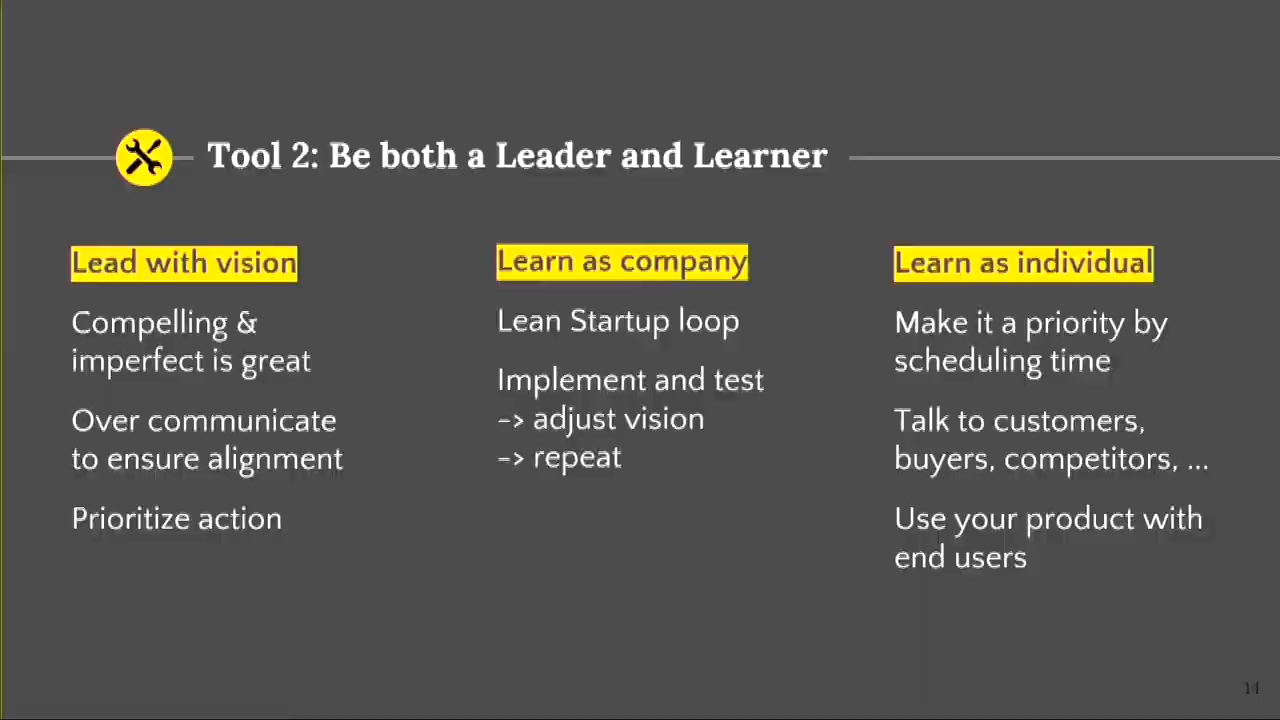 Tool 2: Be both a Leader and Learner
Lead with vision
Compelling &
imperfect is great
Over communicate
to ensure alignment
Prioritize action
Learn as company
Lean Startup loop
Implement and test
-> adjust vision
-> repeat
Learn as individual
Make it a priority by
scheduling time
Talk to customers,
buyers, competitors, ...
Use your product with
end users
14